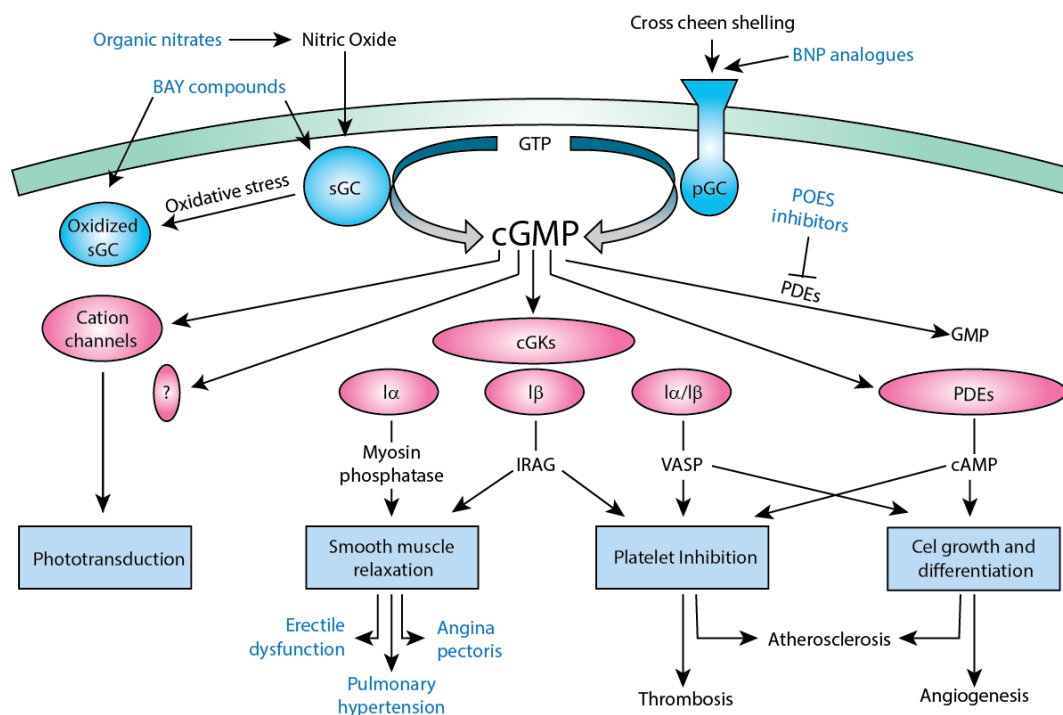 Cross cheen shelling
Organic nitrates
Nitric Oxide
BNP analogues
BAY compounds
GTP
sGC
pGC
Oxidative stress
POES
inhibitors
Oxidized
sGC
cGMP
PDEs
Cation
channels
GMP
cGKs
?
Iα
Iβ
Iα/Iβ
PDEs
Myosin
phosphatase
IRAG
VASP
cAMP
Phototransduction
Smooth muscle
relaxation
Platelet Inhibition
Cel growth and
differentiation
Erectile
dysfunction
Angina
pectoris
Atherosclerosis
Pulmonary
hypertension
Thrombosis
Angiogenesis